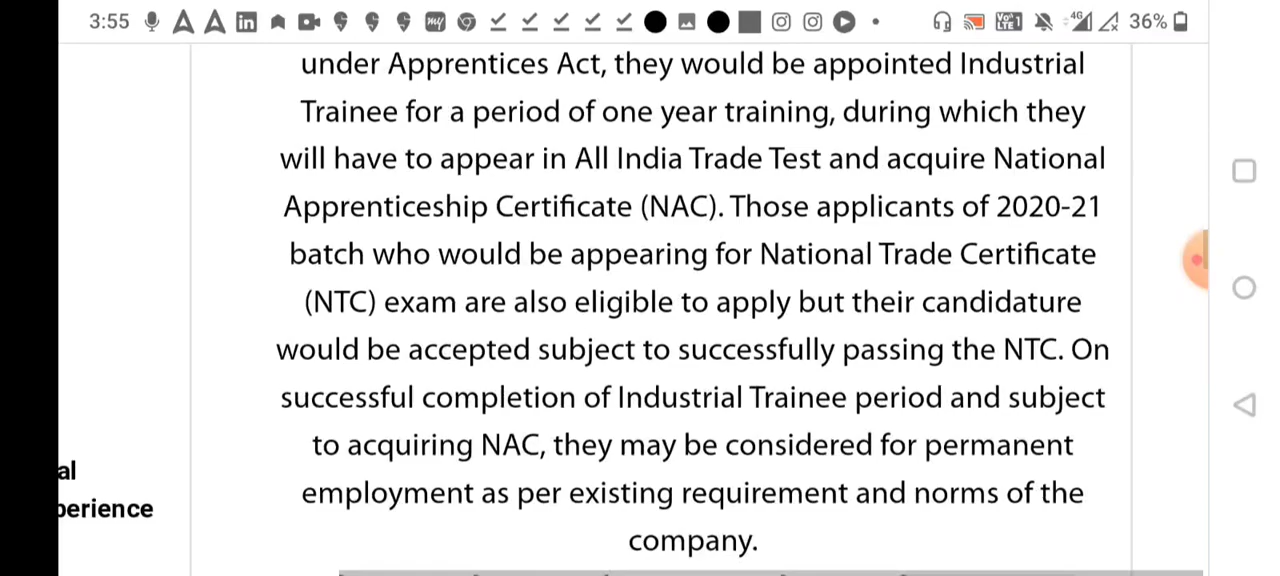 3:55
36%
under Apprentices Act, they would be appointed Industrial
Trainee for a period of one year training, during which they
will have to appear in All India Trade Test and acquire National
Apprenticeship Certificate (NAC). Those applicants of 2020-21
batch who would be appearing for National Trade Certificate
(NTC) exam are also eligible to apply but their candidature
would be accepted subject to successfully passing the NTC. On
successful completion of Industrial Trainee period and subject
to acquiring NAC, they may be considered for permanent
al
employment as per existing requirement and norms of the
perience
company.